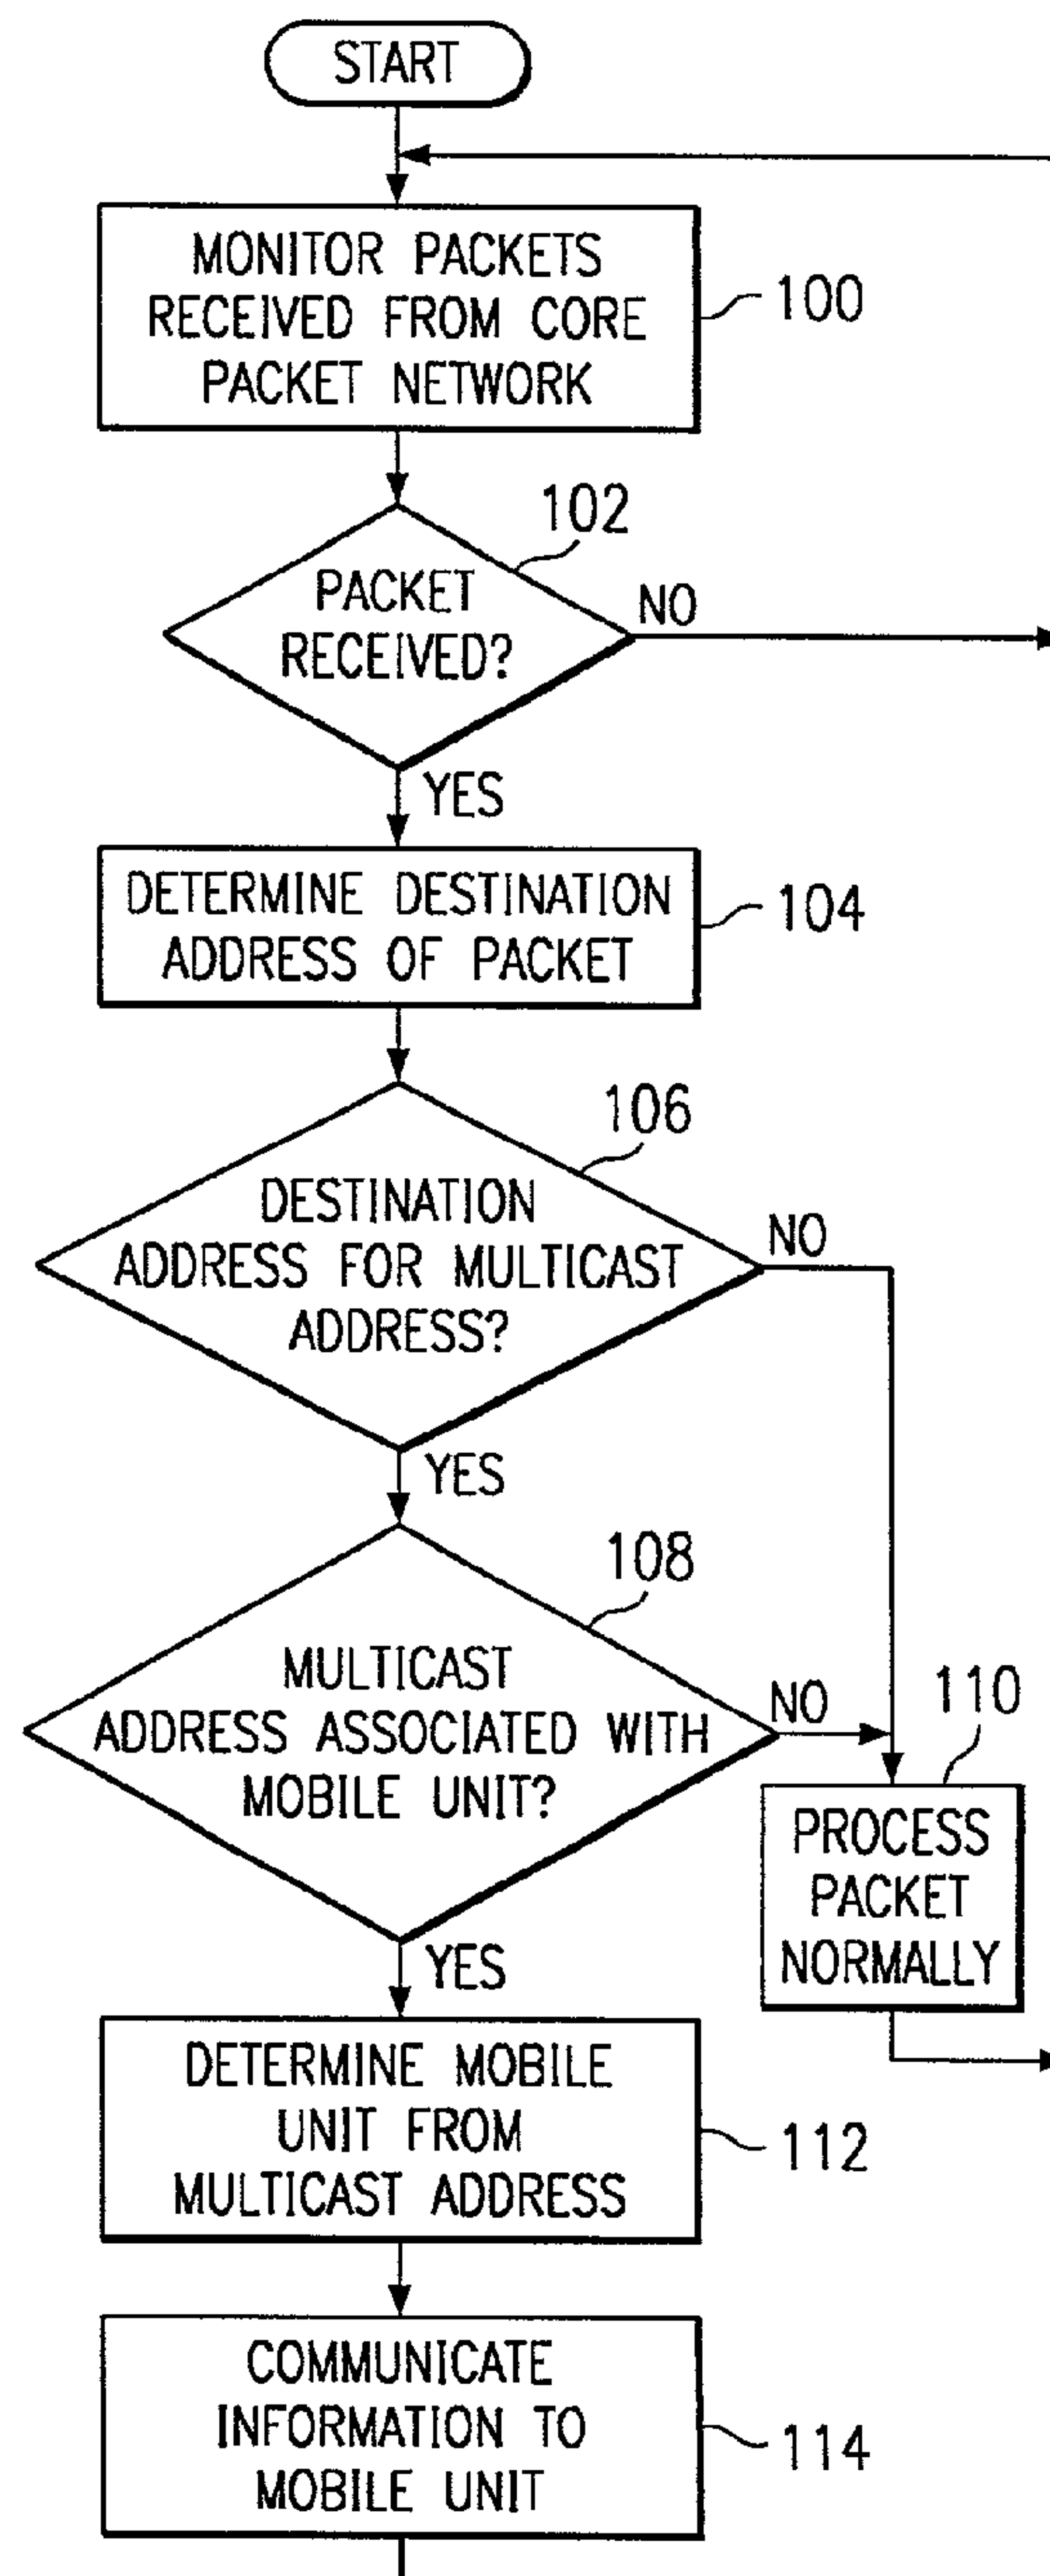 START
MONITOR PACKETS
RECEIVED FROM CORE
PACKET NETWORK
100
102
PACKET
RECEIVED?
NO
YES
DETERMINE DESTINATION
ADDRESS OF PACKET
104
106
DESTINATION
ADDRESS FOR MULTICAST
ADDRESS?
NO
YES
108
MULTICAST
ADDRESS ASSOCIATED WITH
MOBILE UNIT?
NO
110
PROCESS
PACKET
NORMALLY
YES
DETERMINE MOBILE
UNIT FROM
MULTICAST ADDRESS
112
COMMUNICATE
INFORMATION TO
MOBILE UNIT
114